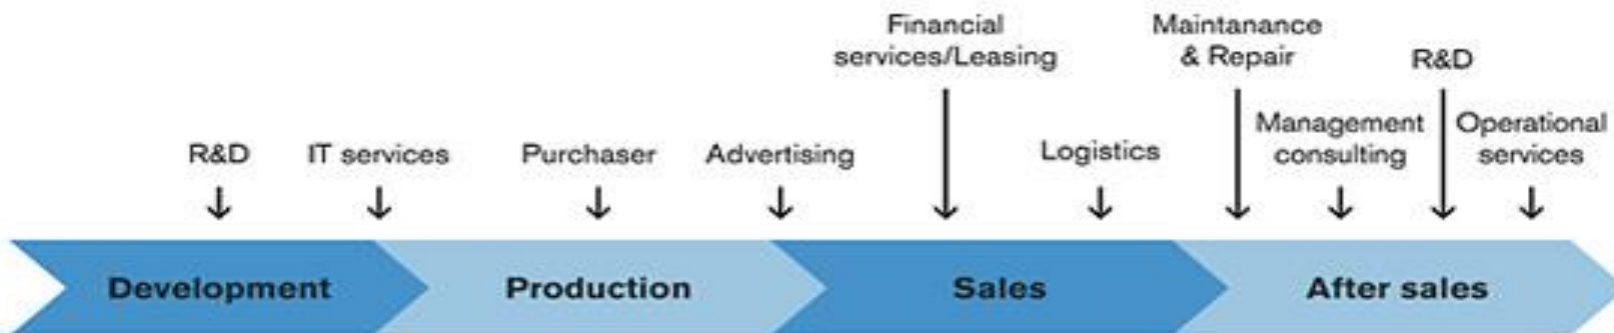 Financial
services/Leasing
Maintanance
& Repair
R&D
R&D
IT services
Purchaser
Advertising
Logistics
Management
consulting
Operational
services
Development
Production
Sales
After sales